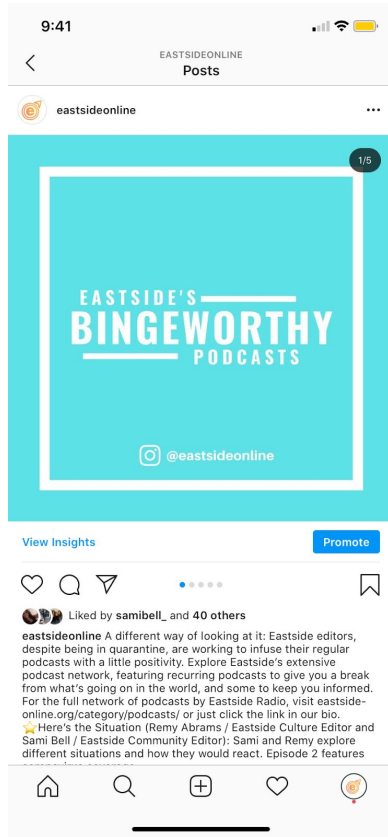 9:41
EASTSIDEONLINE
Posts
eastsideonline
1/5
EASTSIDE'S
BINGEWORTHY
PODCASTS
@eastsideonline
View Insights
Promote
Liked by samibell_ and 40 others
eastsideonline A different way of looking at it: Eastside editors,
despite being in quarantine, are working to infuse their regular
podcasts with a little positivity. Explore Eastside's extensive
podcast network, featuring recurring podcasts to give you a break
from what's going on in the world, and some to keep you informed.
For the full network of podcasts by Eastside Radio, visit eastside-
online.org/category/podcasts/ or just click the link in our bio.
⭐Here's the Situation (Remy Abrams / Eastside Culture Editor and
Sami Bell / Eastside Community Editor): Sami and Remy explore
different situations and how they would react. Episode 2 features